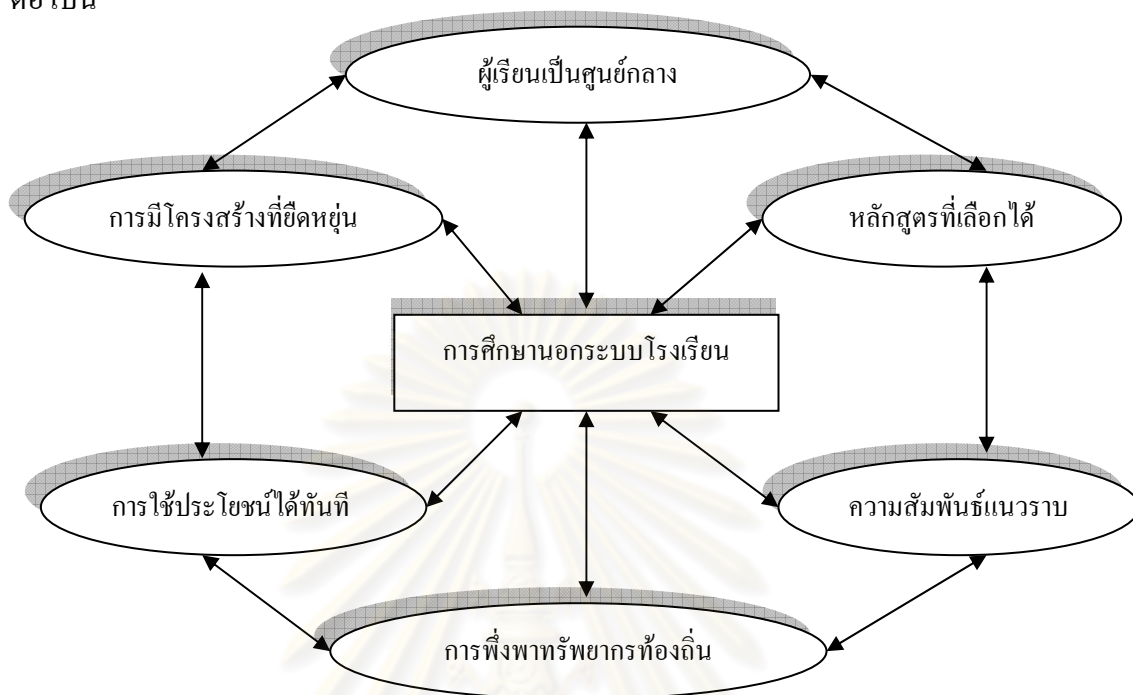 ผู้เรียนเป็นศูนย์กลาง
การมีโครงสร้างที่ยืดหยุ่น
หลักสูตรที่เลือกได้
การศึกษานอกระบบโรงเรียน
การใช้ประโยชน์ได้ทันที
ความสัมพันธ์แนวราบ
การพึ่งพาทรัพยากรท้องถิ่น